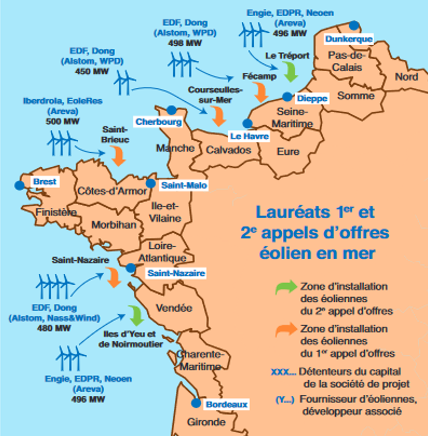 Engie, EDPR, Neoen
(Areva)
496 MW
EDF, Dong
(Alstom, WPD)
498 MW
EDF, Dong
(Alstom, WPD)
450 MW
Iberdrola, EoleRes
(Areva)
500 MW
Le Tréport
Fécamp
Courseulles-
sur-Mer
Saint-
Brieuc
Dunkerque
Pas-de-
Calais
Nord
Somme
Dieppe
Seine-
Maritime
Le Havre
Eure
Cherbourg
Manche
Calvados
Brest
Saint-Malo
Côtes-d'Armor
Finistère
Ile-et-
Vilaine
Morbihan
Loire-
Atlantique
Saint-Nazaire
Saint-Nazaire
EDF, Dong
(Alstom, Nass&Wind)
480 MW
Vendée
Iles d'Yeu et
de Noirmoutier
Engie, EDPR, Neoen
(Areva)
496 MW
Charente-
Maritime
Bordeaux
Gironde
Lauréats 1er et
2e appels d'offres
éolien en mer
Zone d'installation
des éoliennes
du 2e appel d'offres
Zone d'installation
des éoliennes
du 1er appel d'offres
xxx... Détenteurs du capital
de la société de projet
(Y...) Fournisseur d'éoliennes,
développeur associé